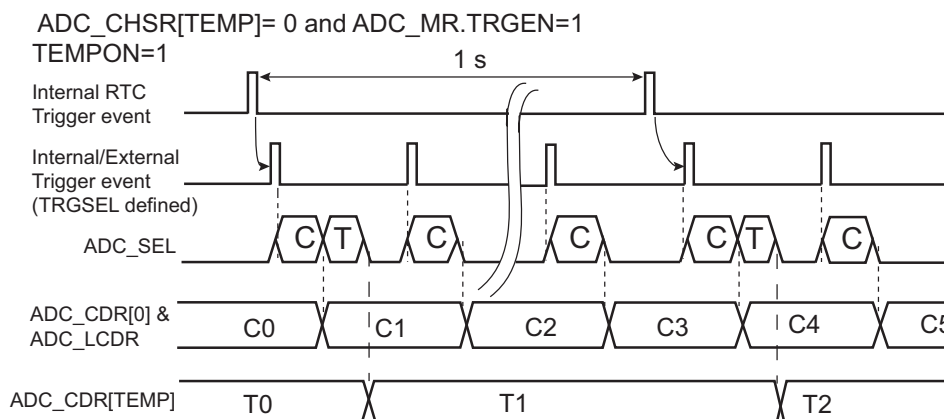 ADC_CHSR[TEMP]= 0 and ADC_MR.TRGEN=1
TEMPON=1
1 s
Internal RTC
Trigger event
Internal/External
Trigger event
(TRGSEL defined)
ADC_SEL
C T C C C T C
ADC_CDR[0] &
ADC_LCDR
C0 C1 C2 C3 C4 C5
ADC_CDR[TEMP]
T0 T1 T2